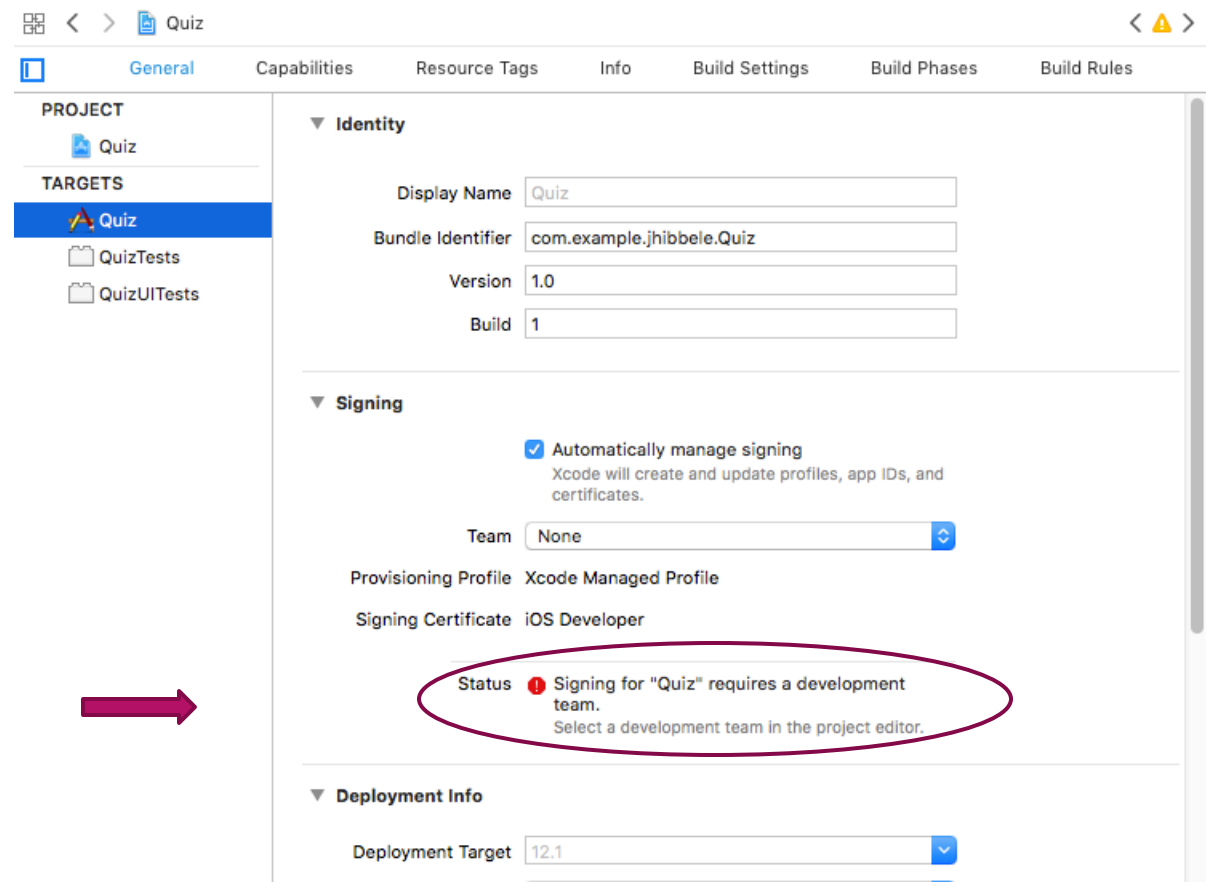 Quiz
General Capabilities Resource Tags Info Build Settings Build Phases Build Rules
PROJECT
Quiz
TARGETS
Quiz
QuizTests
QuizUITests
Identity
Display Name Quiz
Bundle Identifier com.example.jhibbele.Quiz
Version 1.0
Build 1
Signing
Automatically manage signing
Xcode will create and update profiles, app IDs, and
certificates.
Team None
Provisioning Profile Xcode Managed Profile
Signing Certificate iOS Developer
Status Signing for "Quiz" requires a development
team.
Select a development team in the project editor.
Deployment Info
Deployment Target 12.1